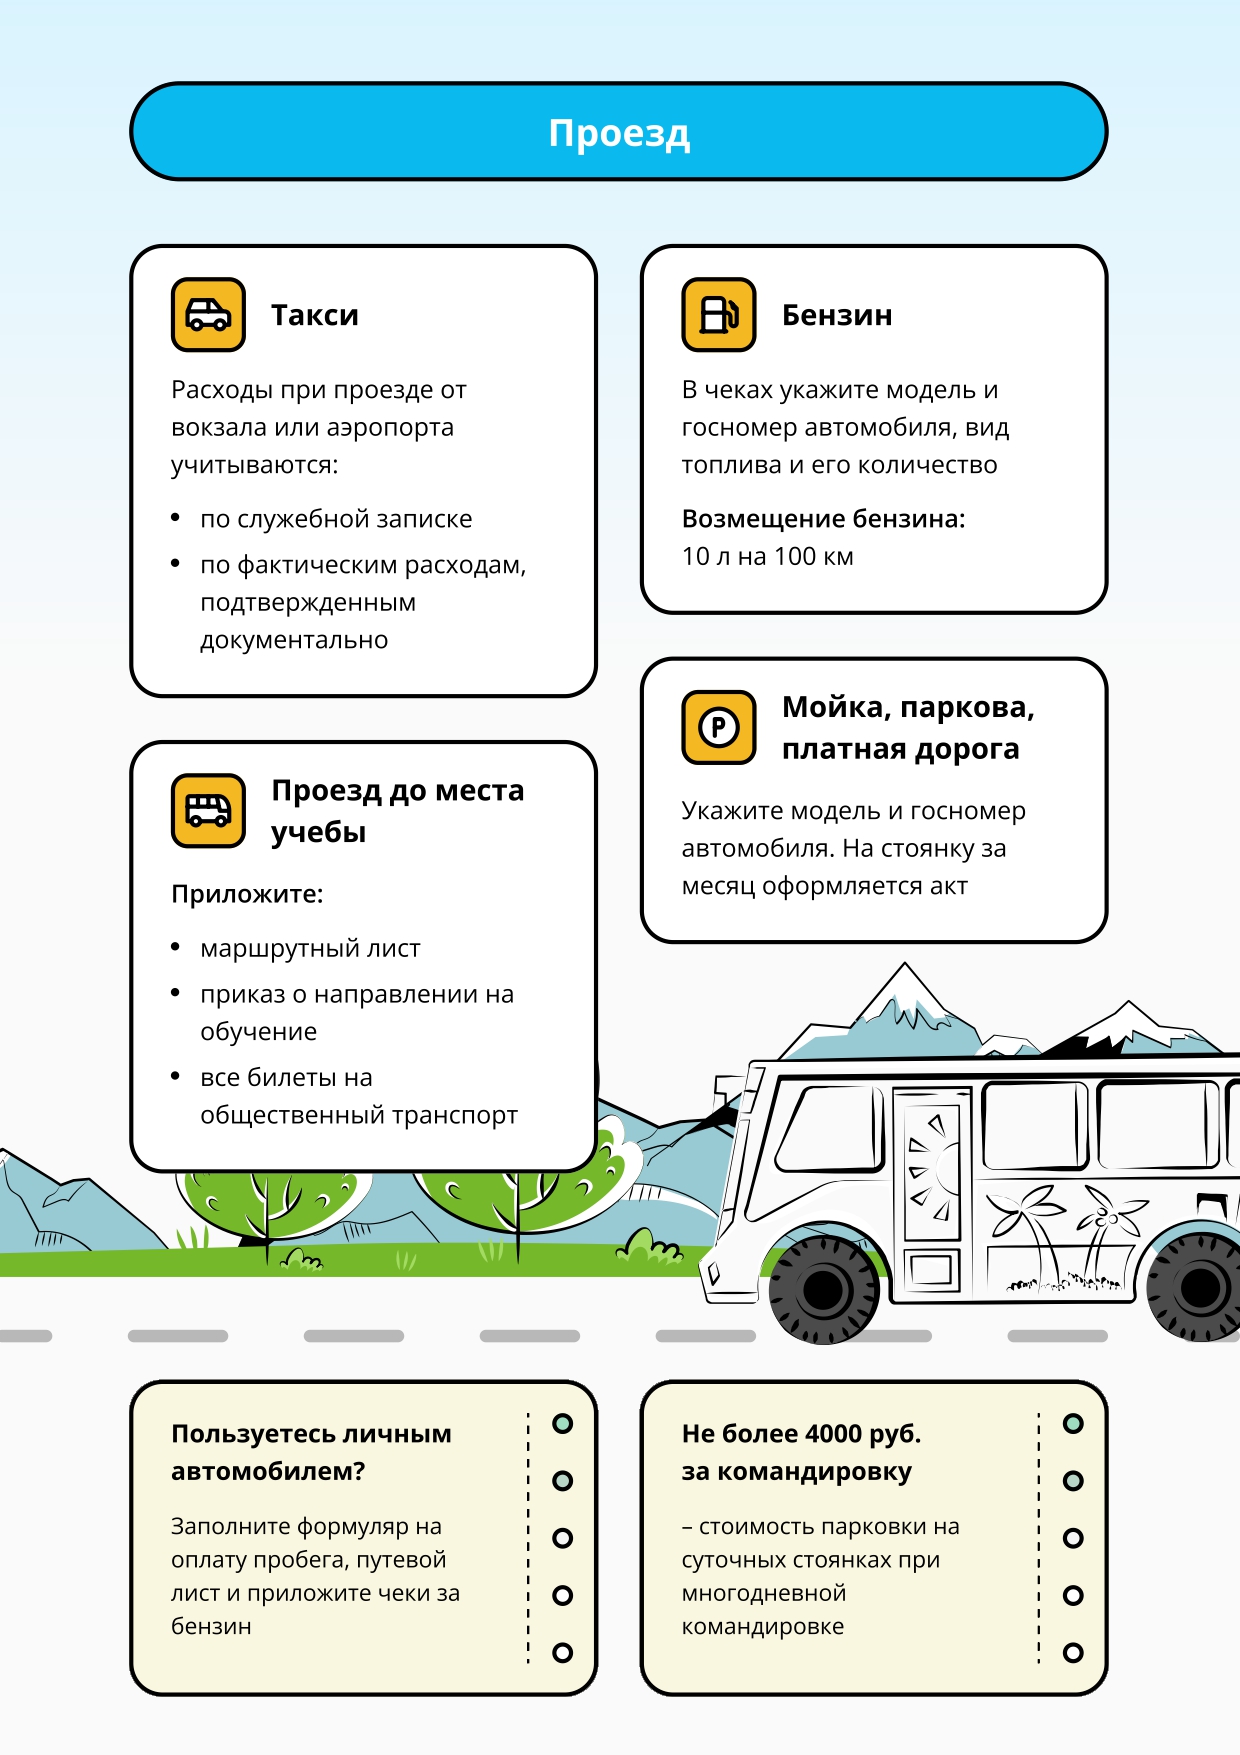 Проезд
Такси
Расходы при проезде от
вокзала или аэропорта
учитываются:
• по служебной записке
• по фактическим расходам,
подтвержденным
документально
Бензин
В чеках укажите модель и
госномер автомобиля, вид
топлива и его количество
Возмещение бензина:
10 л на 100 км
Проезд до места
учебы
Приложите:
• маршрутный лист
• приказ о направлении на
обучение
• все билеты на
общественный транспорт
P
Мойка, паркова,
платная дорога
Укажите модель и госномер
автомобиля. На стоянку за
месяц оформляется акт
Пользуетесь личным
автомобилем?
Заполните формуляр на
оплату пробега, путевой
лист и приложите чеки за
бензин
Не более 4000 руб.
за командировку
– стоимость парковки на
суточных стоянках при
многодневной
командировке